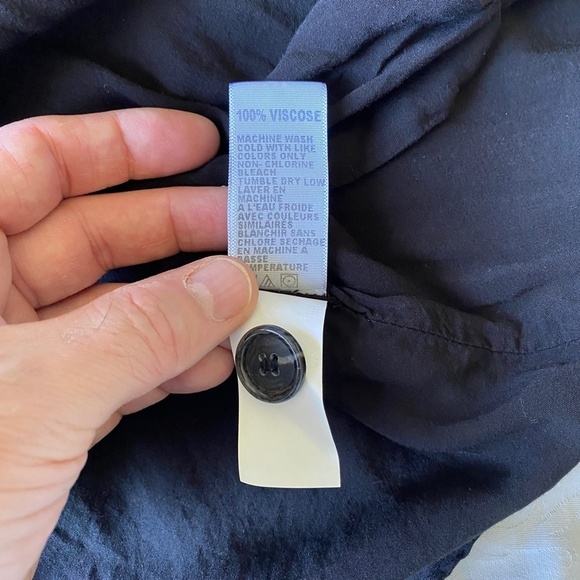 100% VISCOSE
MACHINE WASH
COLD WITH LIKE
COLORS ONLY
NON- CHLORINE
BLEACH
TUMBLE DRY LOW
LAVER EN
MACHINE
A L'EAU FROIDE
AVEC COULEURS
SIMILAIRES
BLANCHIR SANS
CHLORE SECHAGE
EN MACHINE A
BASSE
TEMPERATURE